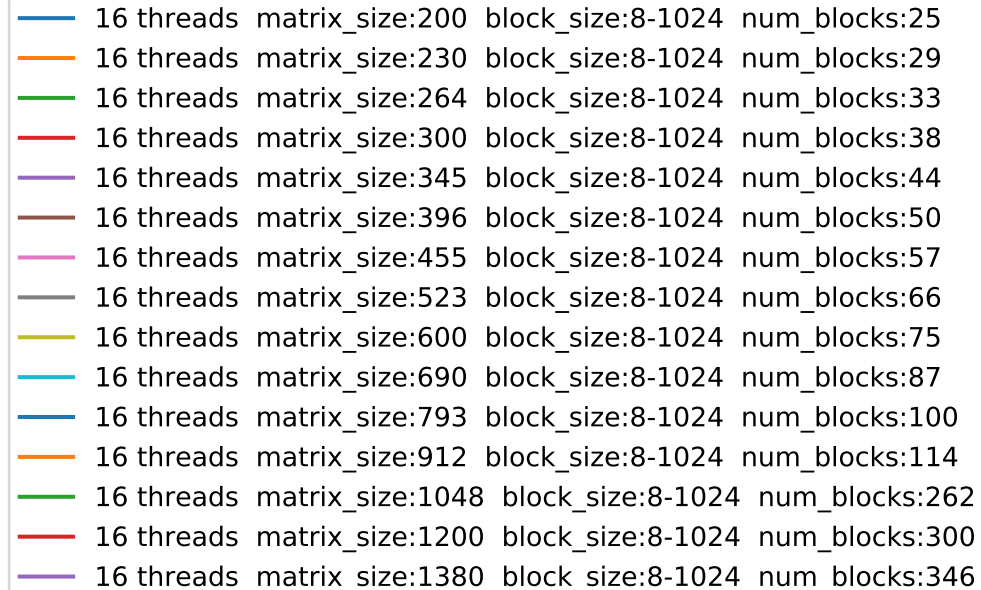 16 threads matrix_size:200 block_size:8-1024 num_blocks:25
16 threads matrix_size:230 block_size:8-1024 num_blocks:29
16 threads matrix_size:264 block_size:8-1024 num_blocks:33
16 threads matrix_size:300 block_size:8-1024 num_blocks:38
16 threads matrix_size:345 block_size:8-1024 num_blocks:44
16 threads matrix_size:396 block_size:8-1024 num_blocks:50
16 threads matrix_size:455 block_size:8-1024 num_blocks:57
16 threads matrix_size:523 block_size:8-1024 num_blocks:66
16 threads matrix_size:600 block_size:8-1024 num_blocks:75
16 threads matrix_size:690 block_size:8-1024 num_blocks:87
16 threads matrix_size:793 block_size:8-1024 num_blocks:100
16 threads matrix_size:912 block_size:8-1024 num_blocks:114
16 threads matrix_size:1048 block_size:8-1024 num_blocks:262
16 threads matrix_size:1200 block_size:8-1024 num_blocks:300
16 threads matrix_size:1380 block_size:8-1024 num_blocks:346